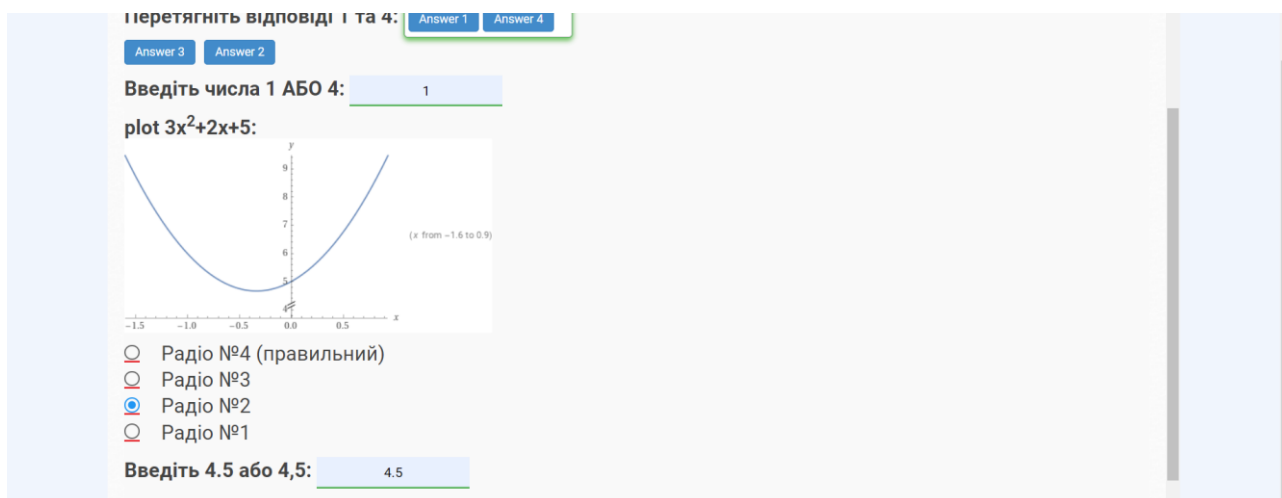 Перетягніть відповіді 1 та 4: Answer 1 Answer 4
Answer 3 Answer 2
Введіть числа 1 АБО 4: 1
plot 3x²+2x+5:
y
9
8
7
(x from −1.6 to 0.9)
6
5
4
x
−1.5 −1.0 −0.5 0.0 0.5
Радіо №4 (правильний)
Радіо №3
Радіо №2
Радіо №1
Введіть 4.5 або 4,5: 4.5